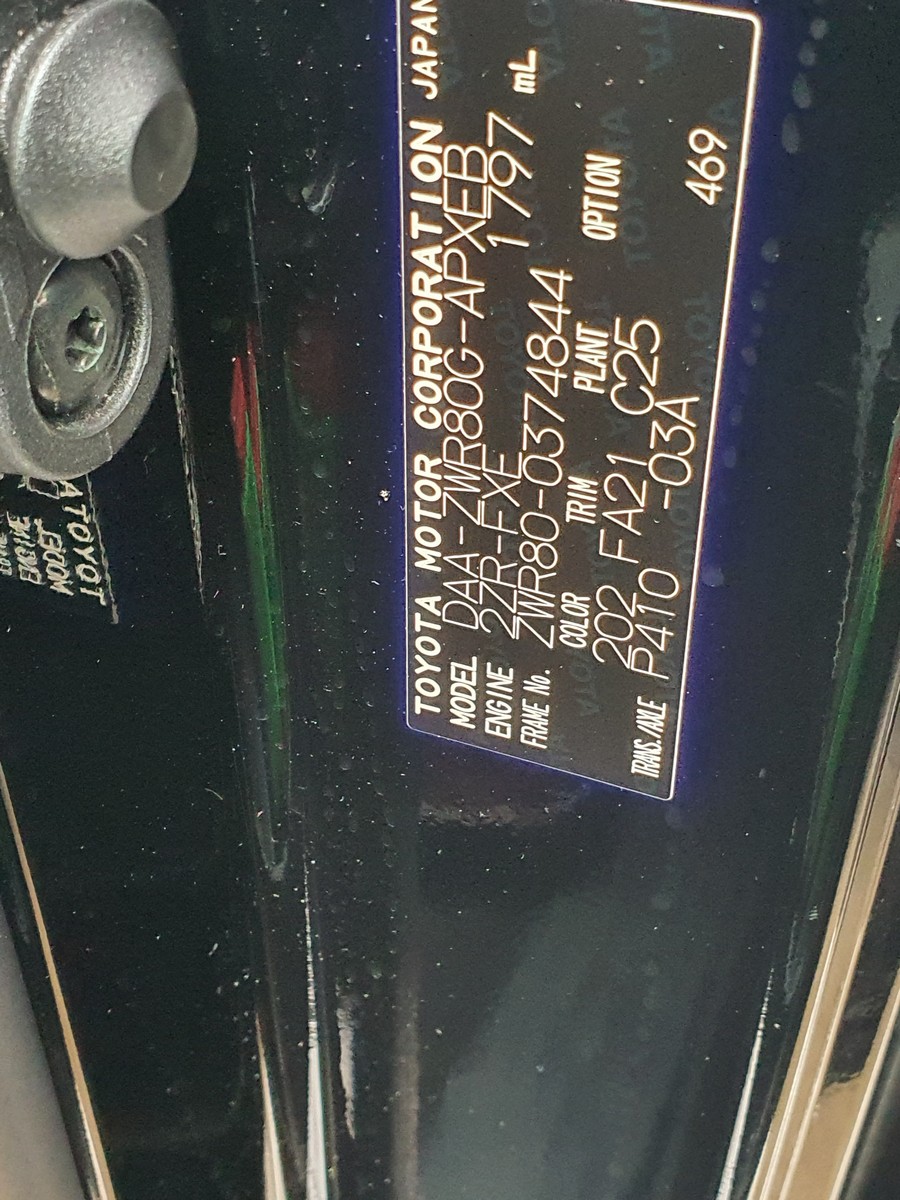 TOYOTA MOTOR CORPORATION JAPAN
MODEL DAA-ZWR80G-APXEB
ENGINE 2ZR-FXE 1797 mL
FRAME No. ZWR80-0374844
COLOR TRIM PLANT OPTION
202 FA21 C25
TRANS./AXLE P410 -03A 469